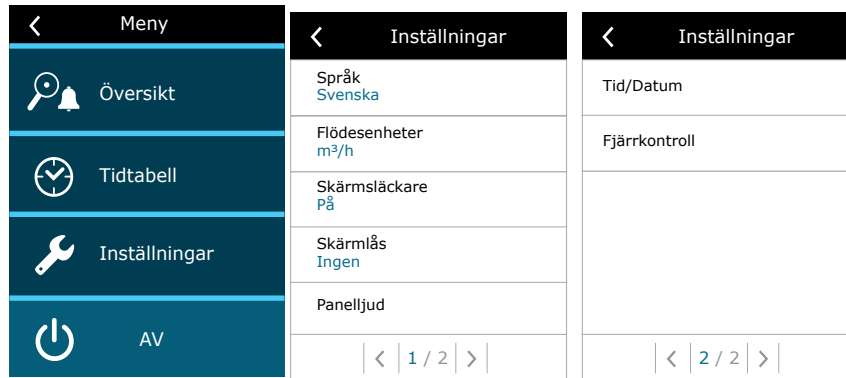 Meny
Översikt
Tidtabell
Inställningar
AV
Inställningar
Språk
Svenska
Flödesenheter
m³/h
Skärmsläckare
På
Skärmlås
Ingen
Panelljud
1 / 2
Inställningar
Tid/Datum
Fjärrkontroll
2 / 2